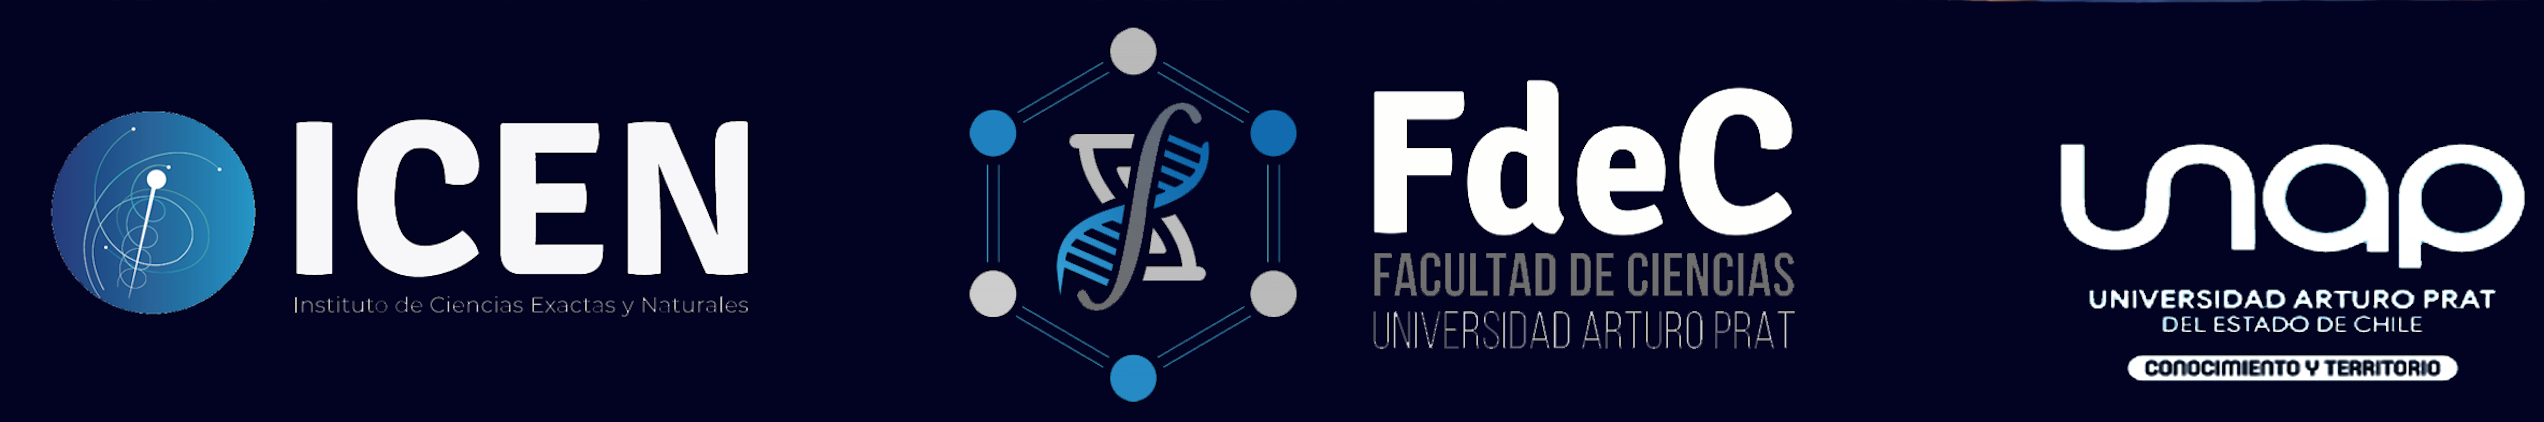 ICEN
Instituto de Ciencias Exactas y Naturales
FdeC
FACULTAD DE CIENCIAS
UNIVERSIDAD ARTURO PRAT
unap
UNIVERSIDAD ARTURO PRAT
DEL ESTADO DE CHILE
CONOCIMIENTO Y TERRITORIO